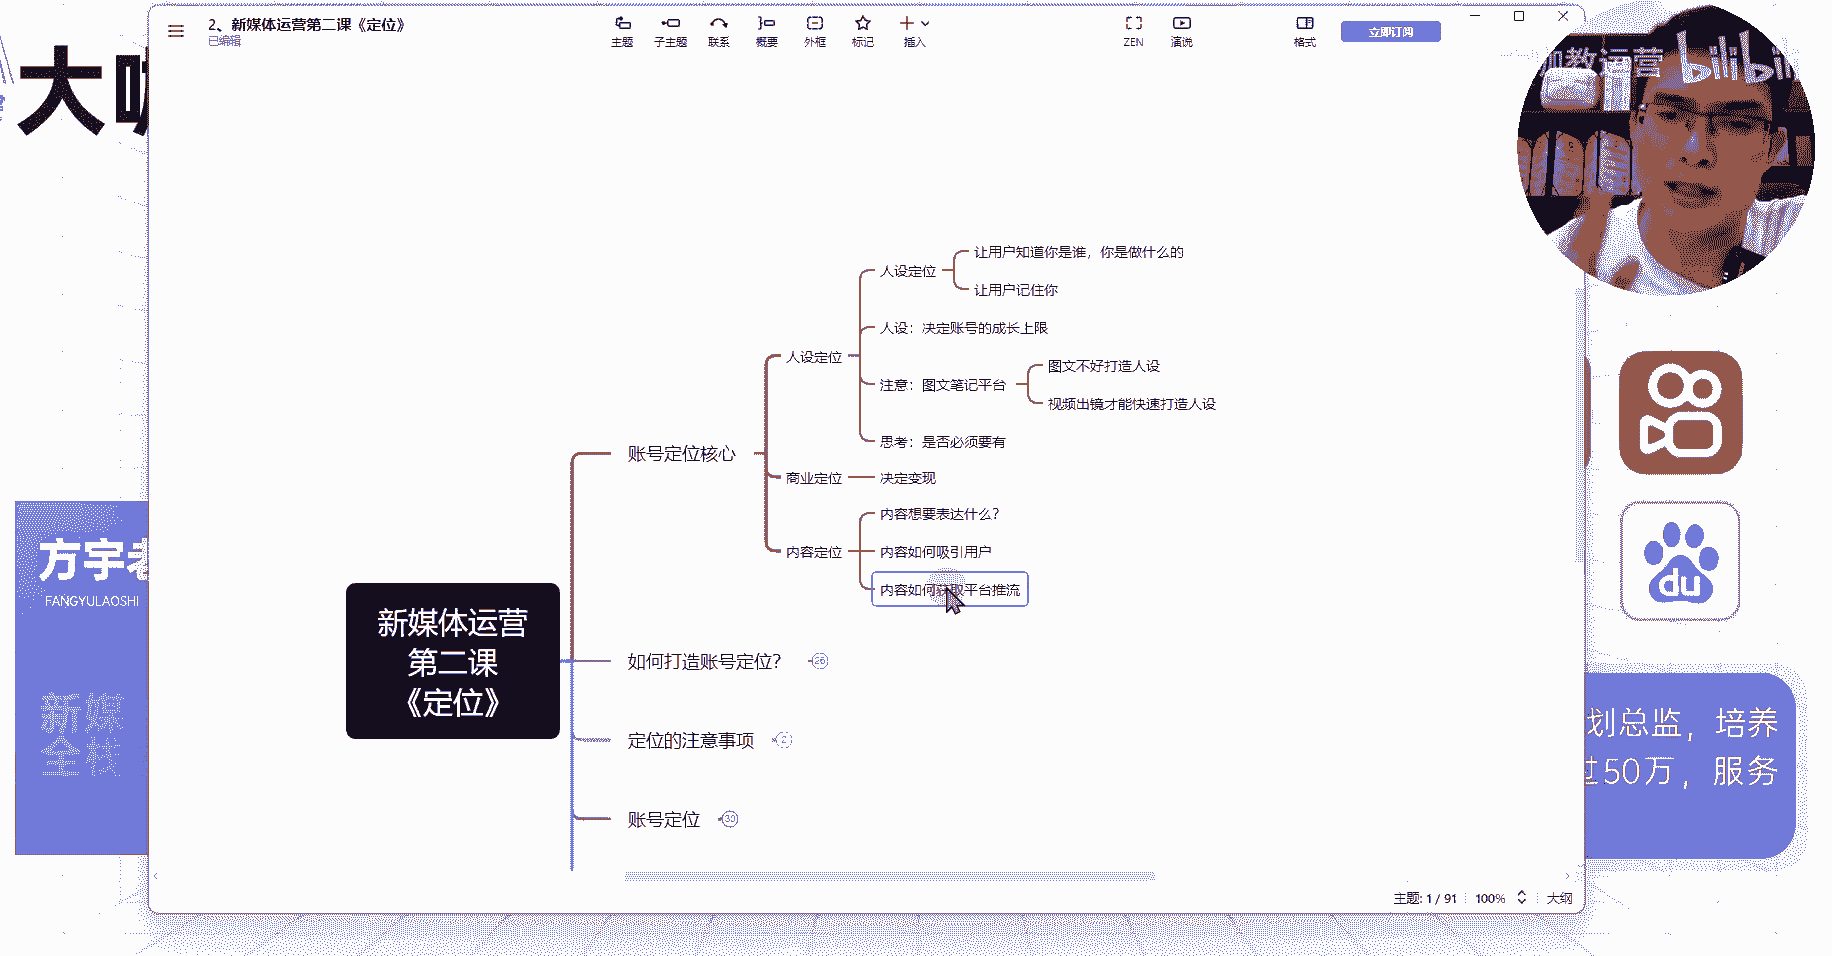 2、新媒体运营第二课《定位》
已编辑
主题
子主题
联系
概要
外框
标记
插入
ZEN
演说
格式
立即订阅
教运营
bilibili
大
让用户知道你是谁，你是做什么的
人设定位
让用户记住你
人设：决定账号的成长上限
人设定位
图文不好打造人设
注意：图文笔记平台
视频出镜才能快速打造人设
思考：是否必须要有
账号定位核心
商业定位
决定变现
内容想要表达什么？
内容定位
内容如何吸引用户
内容如何获取平台推流
新媒体运营
第二课
《定位》
如何打造账号定位？
26
定位的注意事项
2
账号定位
33
方宇老
FANGYULAOSHI
新媒
全栈
du
划总监，培养
过50万，服务
主题: 1 / 91
100%
大纲